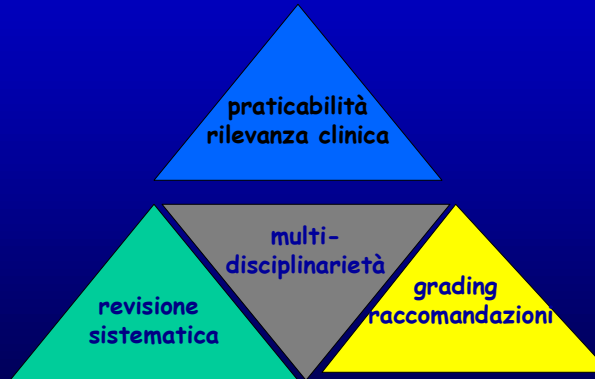 praticabilità
rilevanza clinica
multi-
disciplinarietà
revisione
sistematica
grading
raccomandazioni